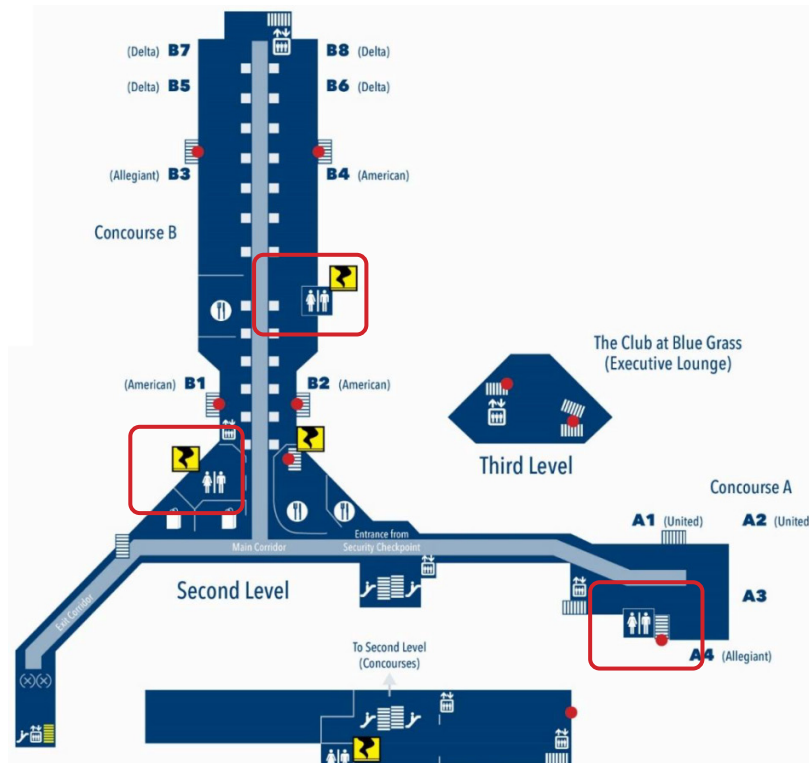 (Delta) B7
B8 (Delta)
(Delta) B5
B6 (Delta)
(Allegiant) B3
B4 (American)
Concourse B
The Club at Blue Grass
(Executive Lounge)
(American) B1
B2 (American)
Third Level
Concourse A
A1 (United)
A2 (United
Entrance from
Main Corridor
Security Checkpoint
Second Level
A3
Exit Corridor
To Second Level
(Concourses)
A4 (Allegiant)